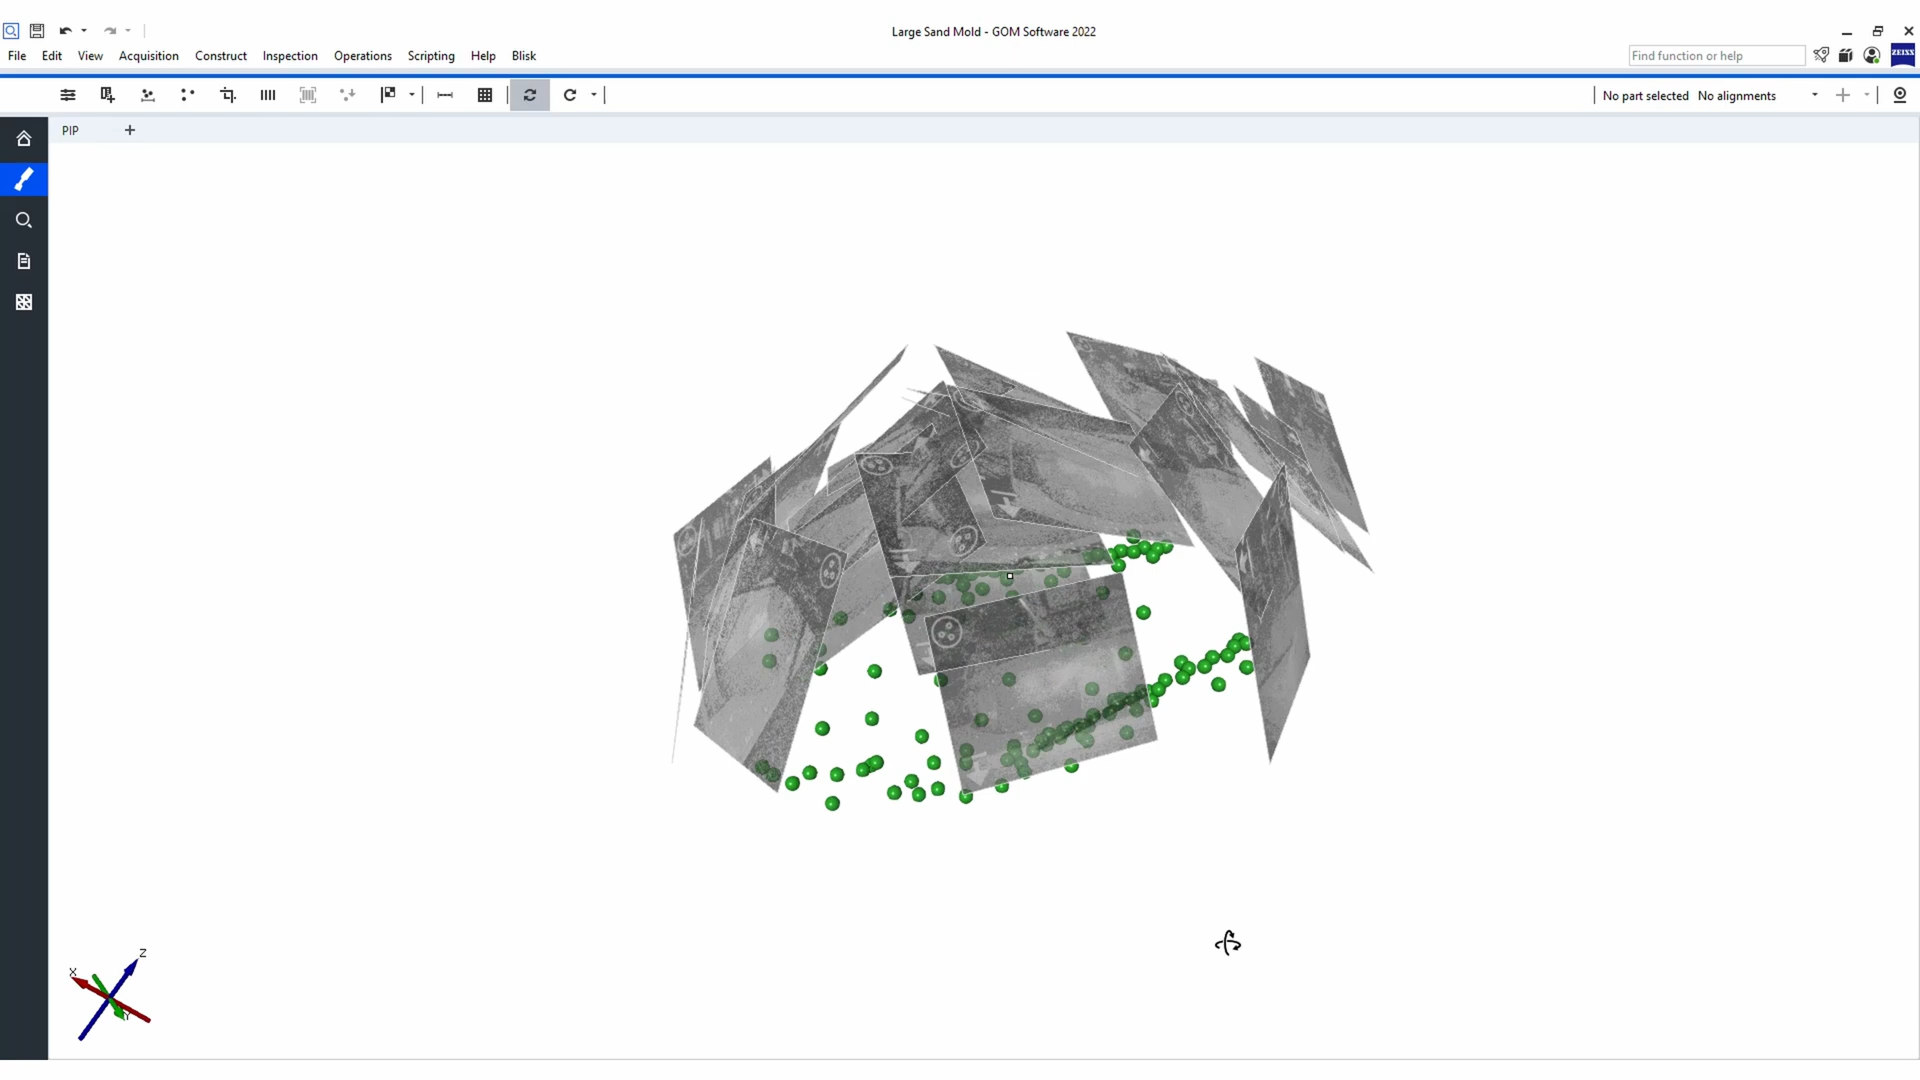 Large Sand Mold - GOM Software 2022
File Edit View Acquisition Construct Inspection Operations Scripting Help Blisk
Find function or help
ZEISS
No part selected No alignments
PIP +
Z
X
Y